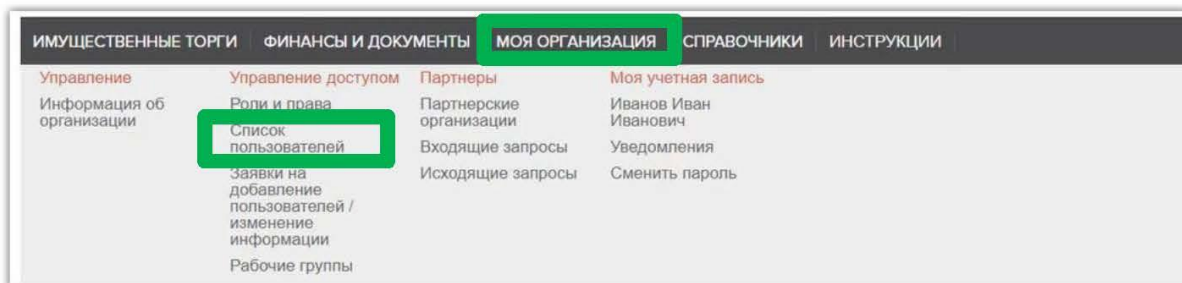 ИМУЩЕСТВЕННЫЕ ТОРГИ ФИНАНСЫ И ДОКУМЕНТЫ МОЯ ОРГАНИЗАЦИЯ СПРАВОЧНИКИ ИНСТРУКЦИИ
Управление
Информация об
организации
Управление доступом
Роли и права
Список
пользователей
Заявки на
добавление
пользователей /
изменение
информации
Рабочие группы
Партнеры
Партнерские
организации
Входящие запросы
Исходящие запросы
Моя учетная запись
Иванов Иван
Иванович
Уведомления
Сменить пароль